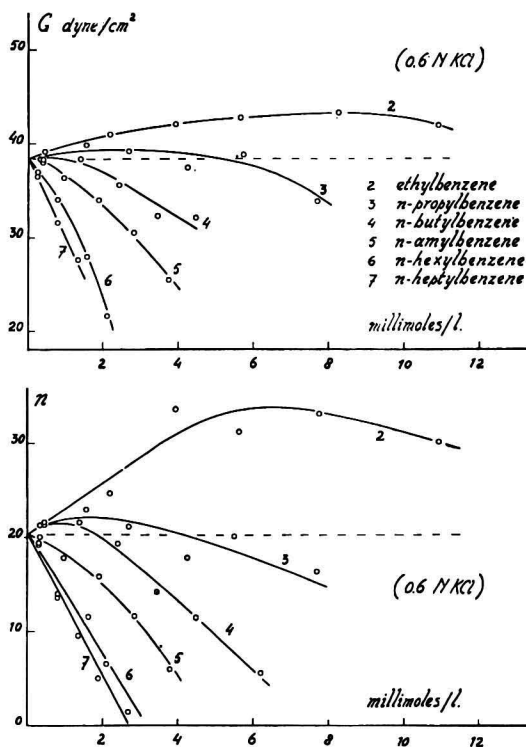 G dyne/cm²
50
(0.6 N KCl)
2
40
3
2 ethylbenzene
3 n-propylbenzene
4
4 n-butylbenzene
30
5 n-amylbenzene
5
6 n-hexylbenzene
7
6
7 n-heptylbenzene
20
millimoles/l.
2 4 6 8 10 12
n
30
2
20
3
(0.6 N KCl)
10
4
5
7 6
millimoles/l.
0
2 4 6 8 10 12